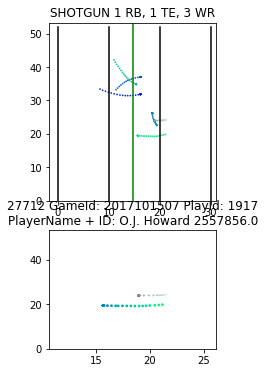 SHOTGUN 1 RB, 1 TE, 3 WR
50
40
30
20
10
0
0 10 20 30
27712 GameId: 2017101507 PlayId: 1917
PlayerName + ID: O.J. Howard 2557856.0
40
20
0
15 20 25